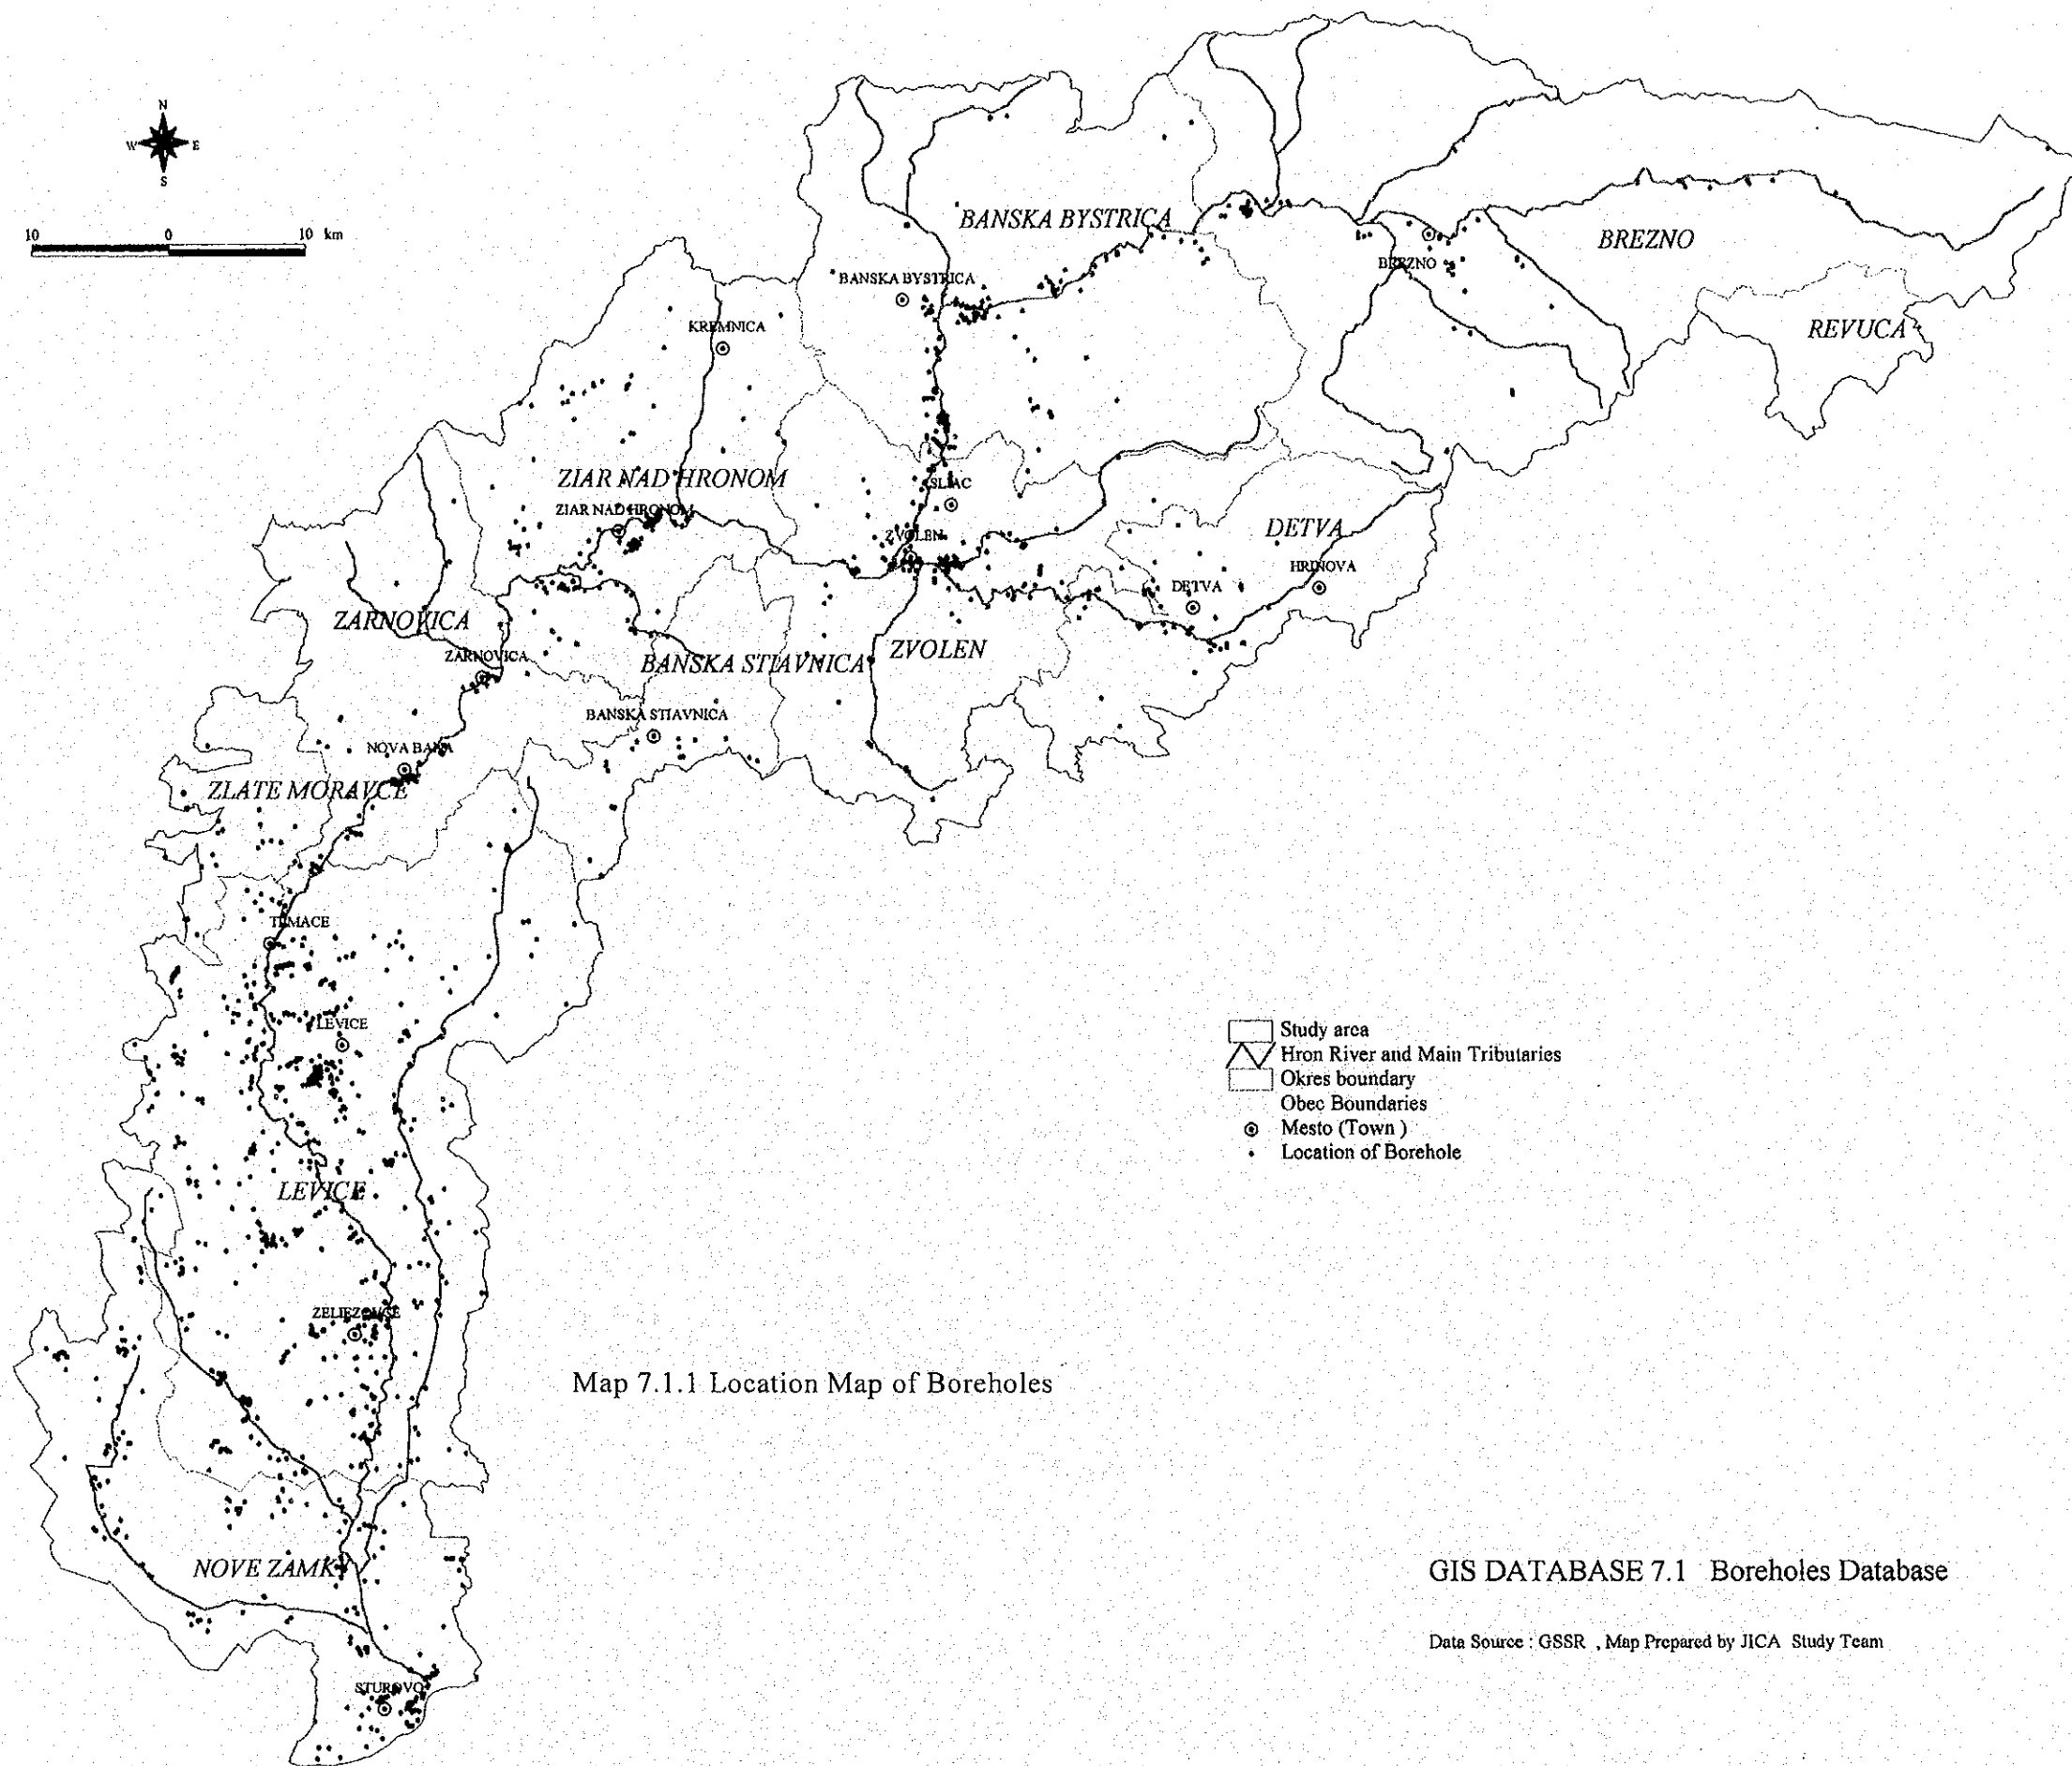 N
W E
S
10 0 10 km
BANSKA BYSTRICA
BREZNO
BREZNO
BANSKA BYSTRICA
KREMNICA
REVUCA
ZIAR NAD HRONOM
SLIAC
ZIAR NAD HRONOM
DETVA
ZVOLEN
HRINOVA
DETVA
ZARNOVICA
ZVOLEN
ZARNOVICA
BANSKA STIAVNICA
BANSKA STIAVNICA
NOVA BANA
ZLATE MORAVCE
TLMACE
LEVICE
Study area
Hron River and Main Tributaries
Okres boundary
Obec Boundaries
Mesto (Town )
Location of Borehole
LEVICE
ZELIEZOVCE
Map 7.1.1 Location Map of Boreholes
NOVE ZAMKY
GIS DATABASE 7.1 Boreholes Database
Data Source : GSSR , Map Prepared by JICA Study Team
STUROVO